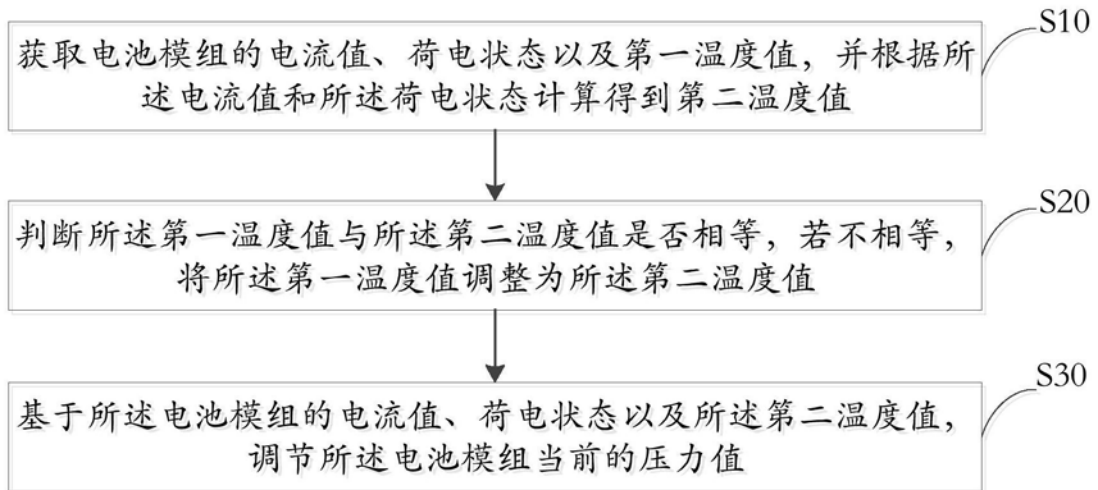 S10
获取电池模组的电流值、荷电状态以及第一温度值，并根据所
述电流值和所述荷电状态计算得到第二温度值
S20
判断所述第一温度值与所述第二温度值是否相等，若不相等，
将所述第一温度值调整为所述第二温度值
S30
基于所述电池模组的电流值、荷电状态以及所述第二温度值，
调节所述电池模组当前的压力值